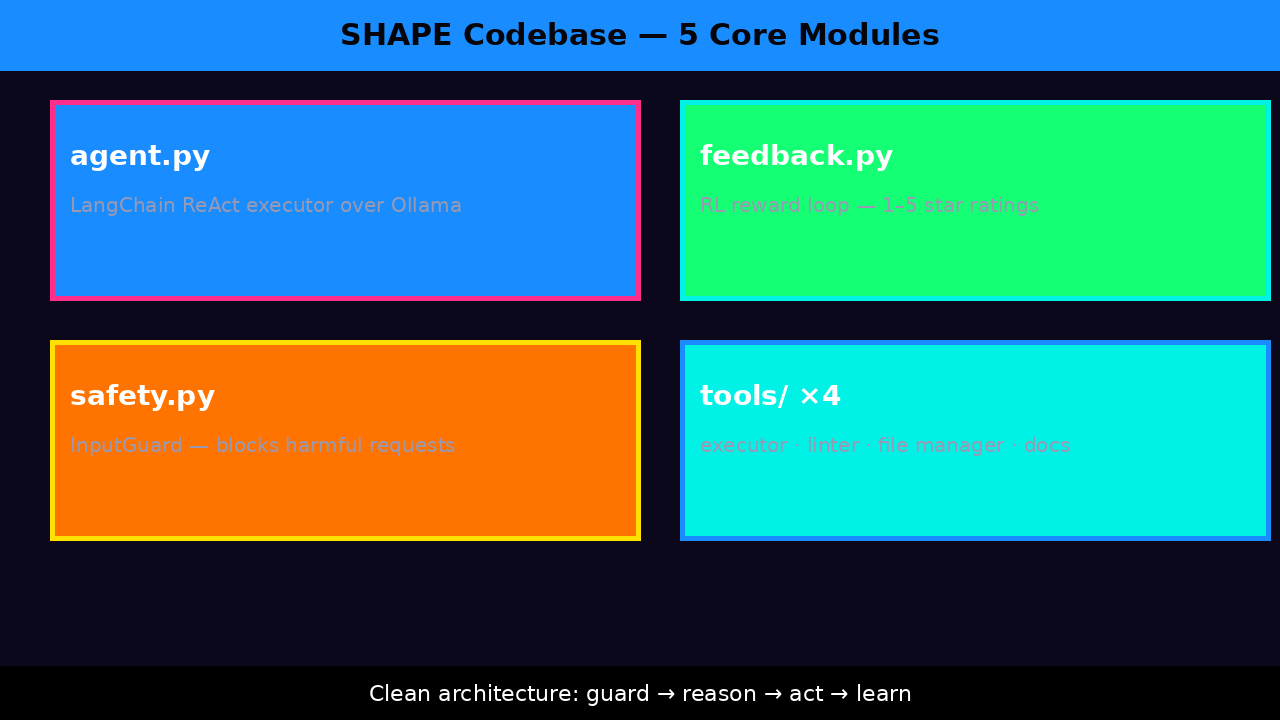 SHAPE Codebase — 5 Core Modules
agent.py
LangChain ReAct executor over Ollama
feedback.py
RL reward loop — 1–5 star ratings
safety.py
InputGuard — blocks harmful requests
tools/ ×4
executor · linter · file manager · docs
Clean architecture: guard → reason → act → learn